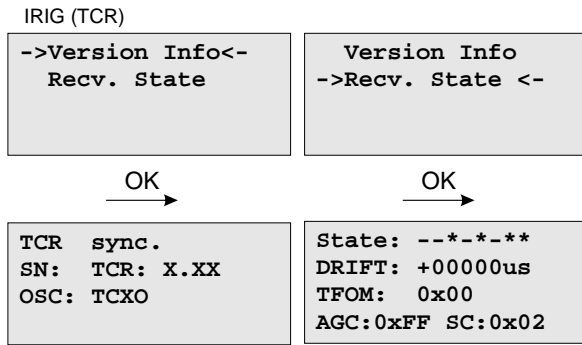 IRIG (TCR)
->Version Info<-
Recv. State
Version Info
->Recv. State <-
OK
OK
TCR sync.
SN: TCR: X.XX
OSC: TCXO
State: --*-*-**
DRIFT: +00000us
TFOM: 0x00
AGC:0xFF SC:0x02